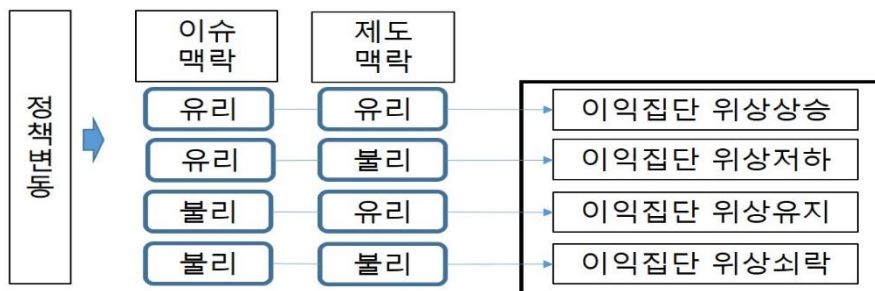 정책변동
이슈
맥락
제도
맥락
유리 유리 이익집단 위상상승
유리 불리 이익집단 위상저하
불리 유리 이익집단 위상유지
불리 불리 이익집단 위상쇠락